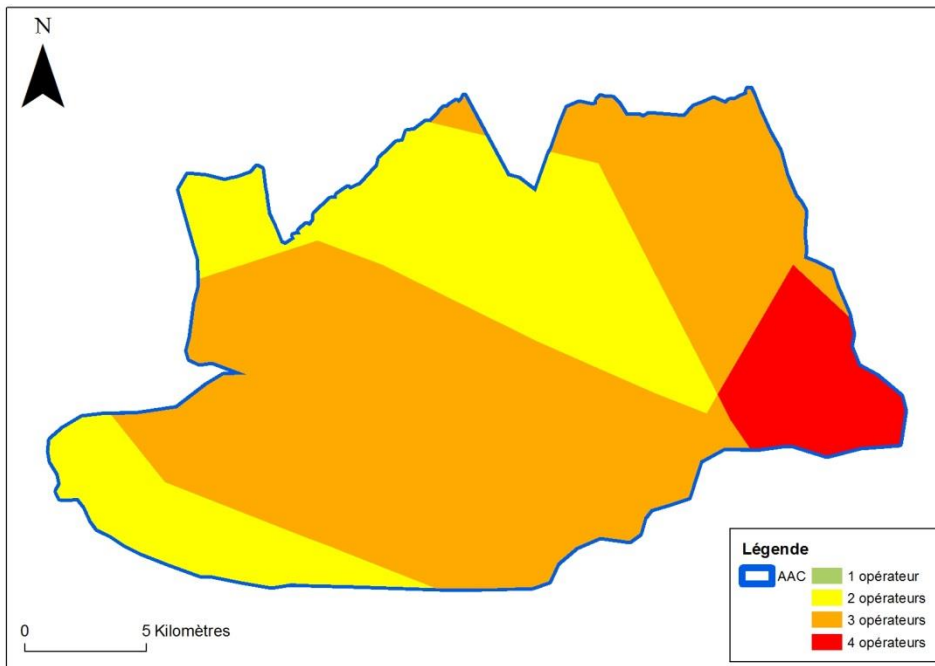 N
Légende
AAC
1 opérateur
2 opérateurs
3 opérateurs
4 opérateurs
0 5 Kilomètres